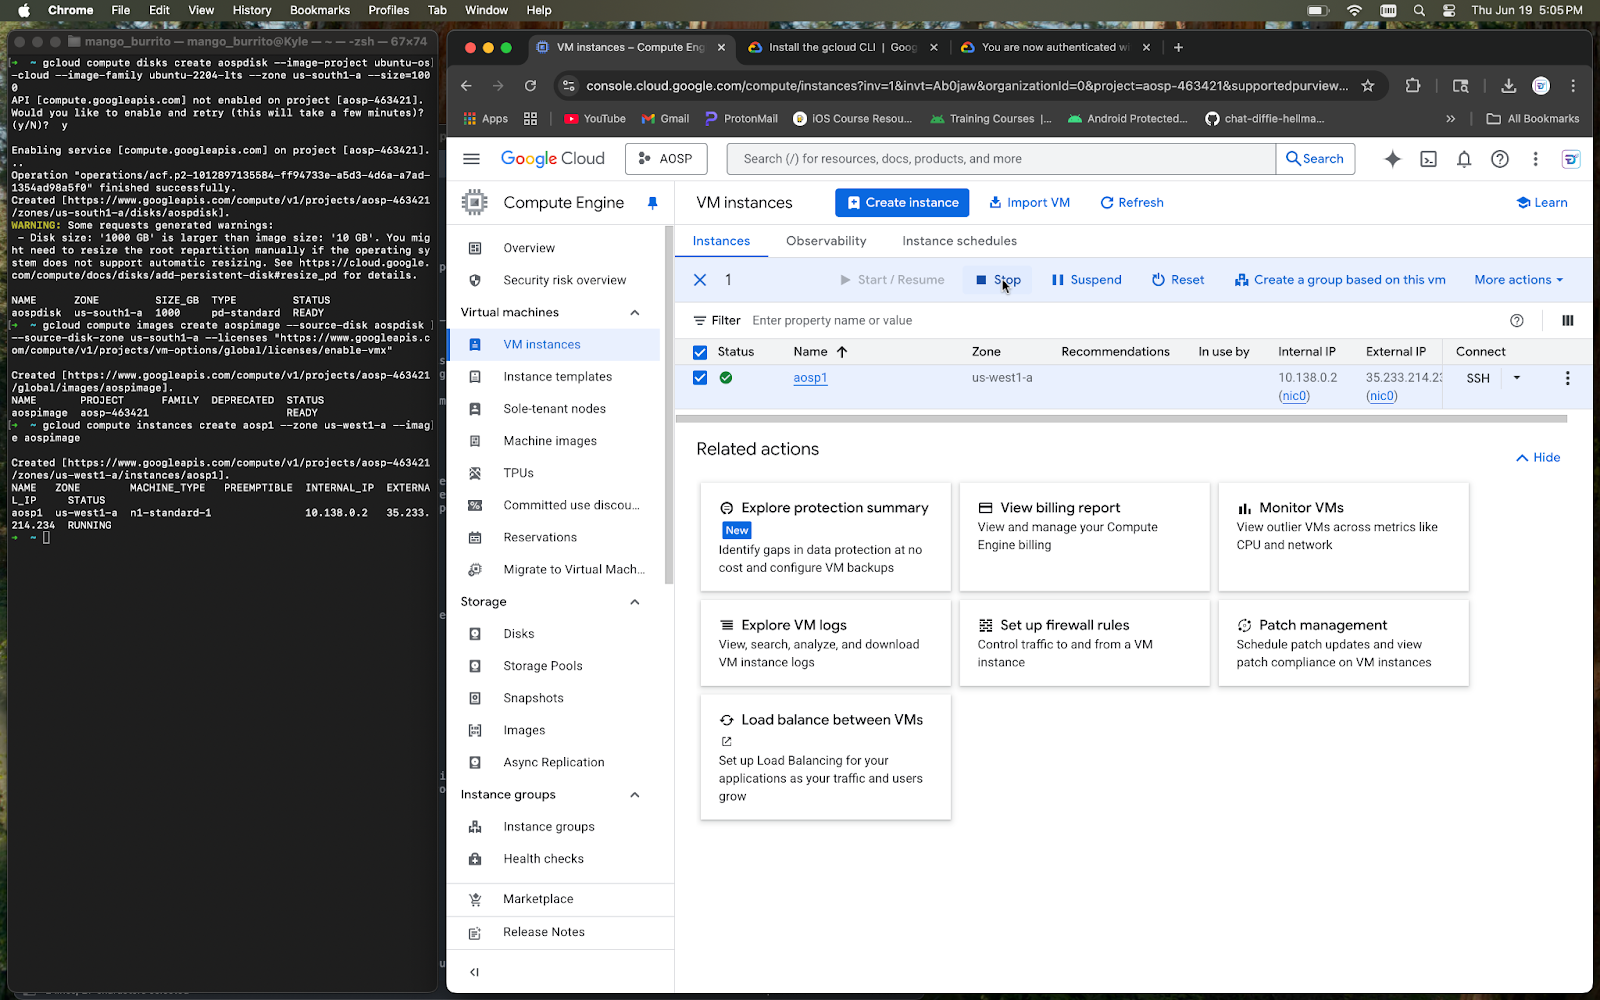 Chrome File Edit View History Bookmarks Profiles Tab Window Help Thu Jun 19 5:05 PM
mango_burrito — mango_burrito@Kyle — ~ — -zsh — 67×74
~ gcloud compute disks create aospdisk --image-project ubuntu-os
-cloud --image-family ubuntu-2204-lts --zone us-south1-a --size=100
0
API [compute.googleapis.com] not enabled on project [aosp-463421].
Would you like to enable and retry (this will take a few minutes)?
(y/N)? y
Enabling service [compute.googleapis.com] on project [aosp-463421].
..
Operation "operations/acf.p2-1012897135584-ff94733e-a5d3-4d6a-a7ad-
1354ad98a5f0" finished successfully.
Created [https://www.googleapis.com/compute/v1/projects/aosp-463421
/zones/us-south1-a/disks/aospdisk].
WARNING: Some requests generated warnings:
- Disk size: '1000 GB' is larger than image size: '10 GB'. You mig
ht need to resize the root repartition manually if the operating sy
stem does not support automatic resizing. See https://cloud.google.
com/compute/docs/disks/add-persistent-disk#resize_pd for details.
NAME ZONE SIZE_GB TYPE STATUS
aospdisk us-south1-a 1000 pd-standard READY
~ gcloud compute images create aospimage --source-disk aospdisk
--source-disk-zone us-south1-a --licenses "https://www.googleapis.c
om/compute/v1/projects/vm-options/global/licenses/enable-vmx"
Created [https://www.googleapis.com/compute/v1/projects/aosp-463421
/global/images/aospimage].
NAME PROJECT FAMILY DEPRECATED STATUS
aospimage aosp-463421 READY
~ gcloud compute instances create aosp1 --zone us-west1-a --imag
e aospimage
Created [https://www.googleapis.com/compute/v1/projects/aosp-463421
/zones/us-west1-a/instances/aosp1].
NAME ZONE MACHINE_TYPE PREEMPTIBLE INTERNAL_IP EXTERNA
L_IP STATUS
aosp1 us-west1-a n1-standard-1 10.138.0.2 35.233.
214.234 RUNNING
~
VM instances – Compute Eng
Install the gcloud CLI | Goog
You are now authenticated wi
console.cloud.google.com/compute/instances?inv=1&invt=Ab0jaw&organizationId=0&project=aosp-463421&supportedpurview...
Apps YouTube Gmail ProtonMail iOS Course Resou... Training Courses |... Android Protected... chat-diffie-hellma... » All Bookmarks
Google Cloud AOSP Search (/) for resources, docs, products, and more Search
Compute Engine
Overview
Security risk overview
Virtual machines
VM instances
Instance templates
Sole-tenant nodes
Machine images
TPUs
Committed use discou...
Reservations
Migrate to Virtual Mach...
Storage
Disks
Storage Pools
Snapshots
Images
Async Replication
Instance groups
Instance groups
Health checks
Marketplace
Release Notes
VM instances Create instance Import VM Refresh Learn
Instances Observability Instance schedules
1 Start / Resume Stop Suspend Reset Create a group based on this vm More actions
Filter Enter property name or value
Status Name Zone Recommendations In use by Internal IP External IP Connect
aosp1 us-west1-a 10.138.0.2 35.233.214.23 SSH
(nic0) (nic0)
Related actions
Hide
Explore protection summary
New
Identify gaps in data protection at no
cost and configure VM backups
View billing report
View and manage your Compute
Engine billing
Monitor VMs
View outlier VMs across metrics like
CPU and network
Explore VM logs
View, search, analyze, and download
VM instance logs
Set up firewall rules
Control traffic to and from a VM
instance
Patch management
Schedule patch updates and view
patch compliance on VM instances
Load balance between VMs
Set up Load Balancing for your
applications as your traffic and users
grow